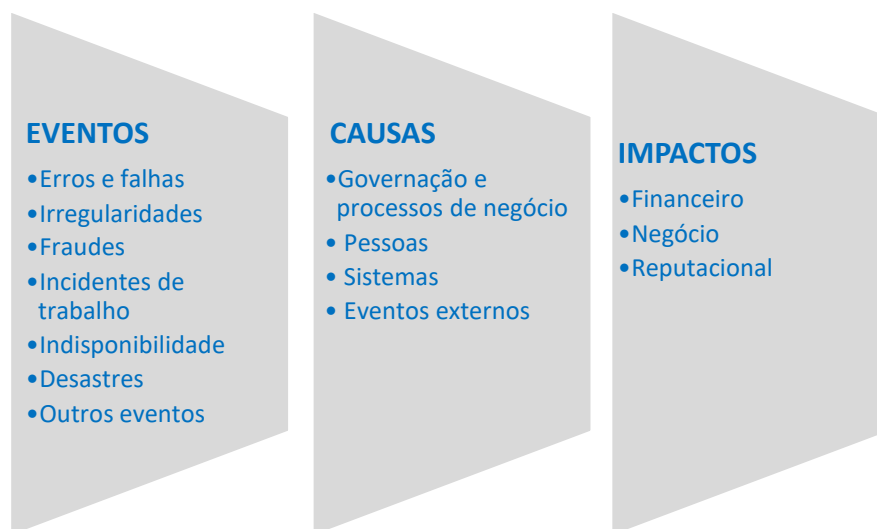 EVENTOS
•Erros e falhas
•Irregularidades
•Fraudes
•Incidentes de
trabalho
•Indisponibilidade
•Desastres
•Outros eventos
CAUSAS
•Governação e
processos de negócio
• Pessoas
• Sistemas
• Eventos externos
IMPACTOS
•Financeiro
•Negócio
•Reputacional